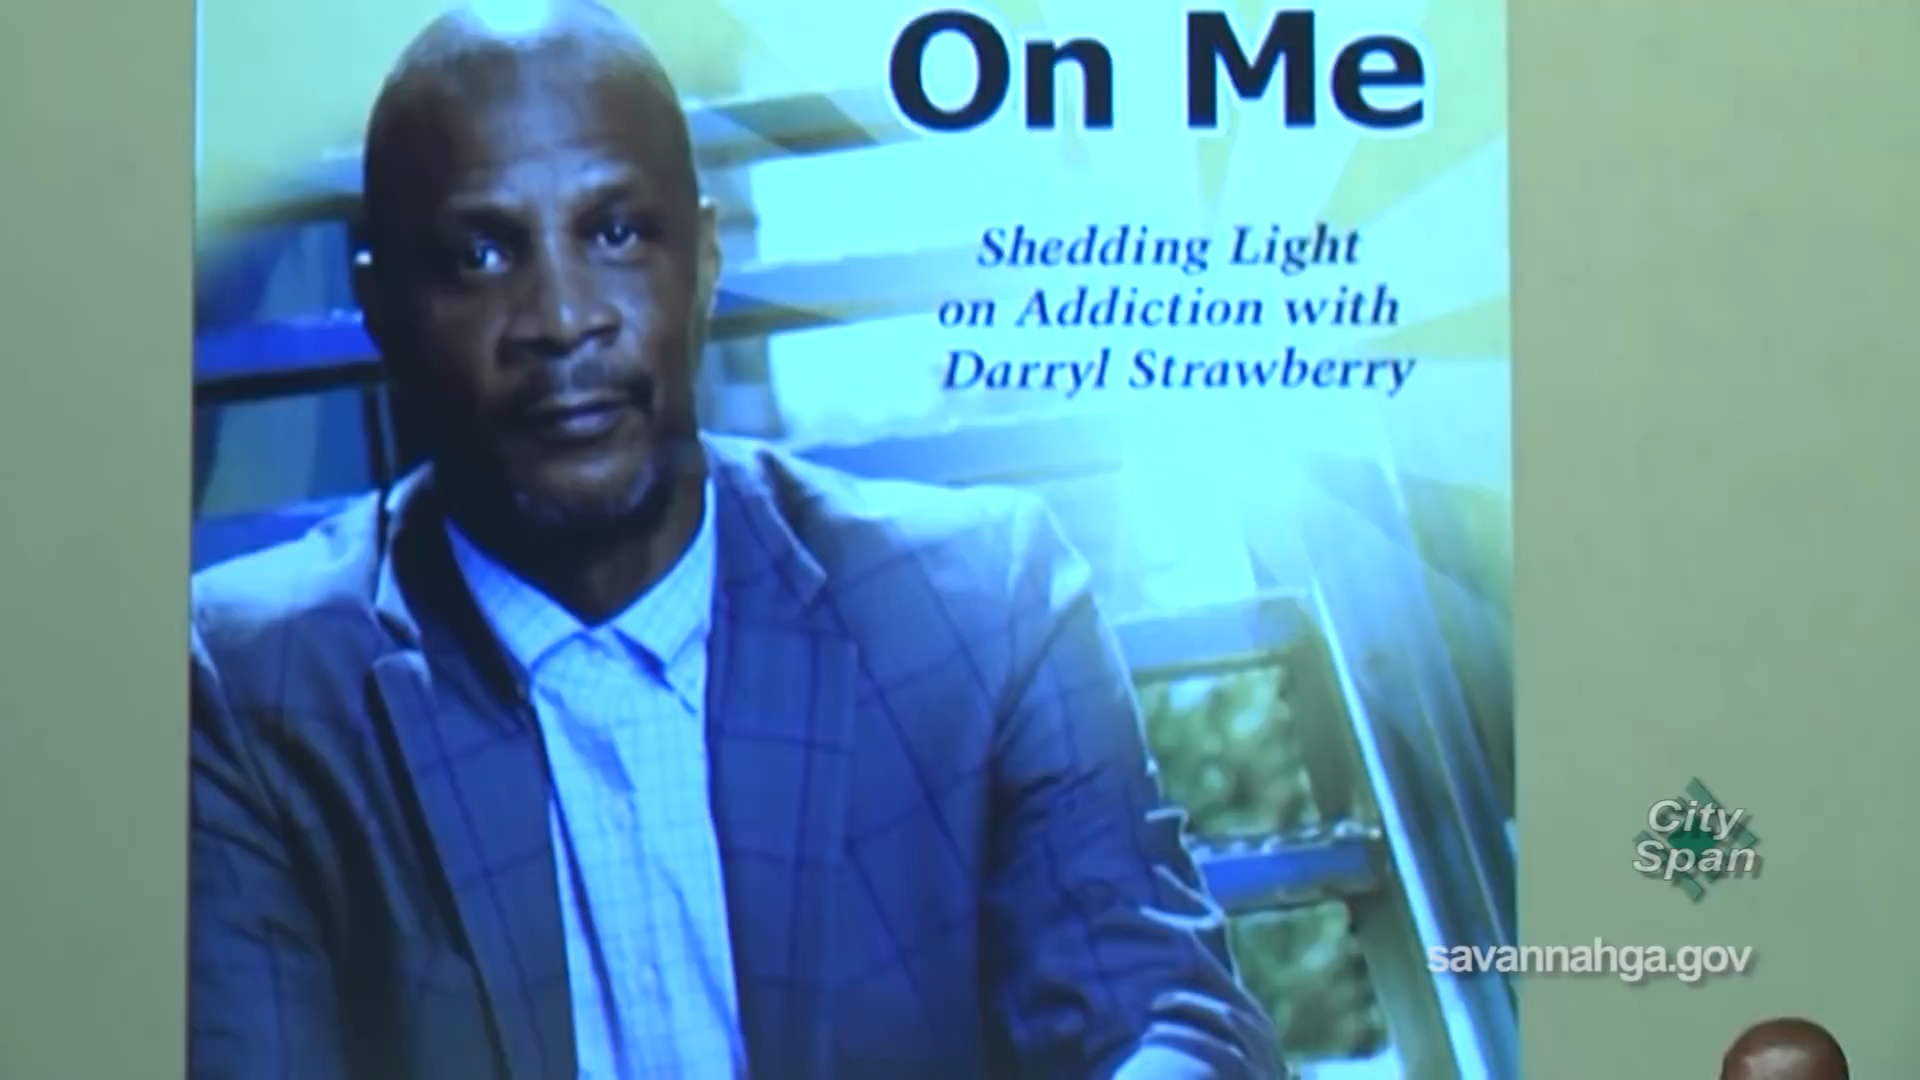 On Me
Shedding Light
on Addiction with
Darryl Strawberry
City
Span
savannahga.gov